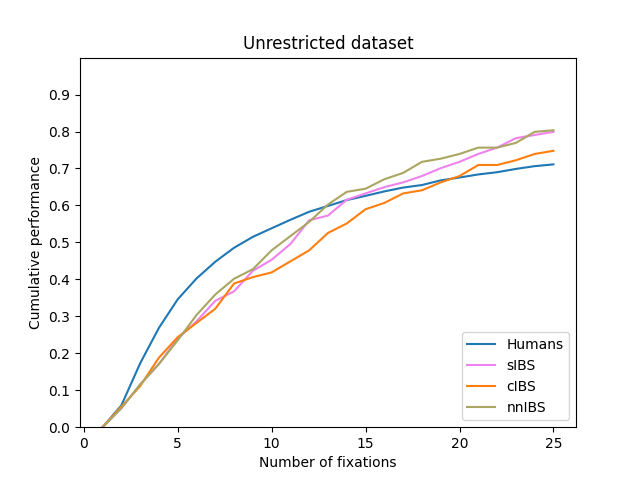 Unrestricted dataset
Cumulative performance
0.9
0.8
0.7
0.6
0.5
0.4
0.3
0.2
0.1
0.0
0 5 10 15 20 25
Number of fixations
Humans
sIBS
cIBS
nnIBS